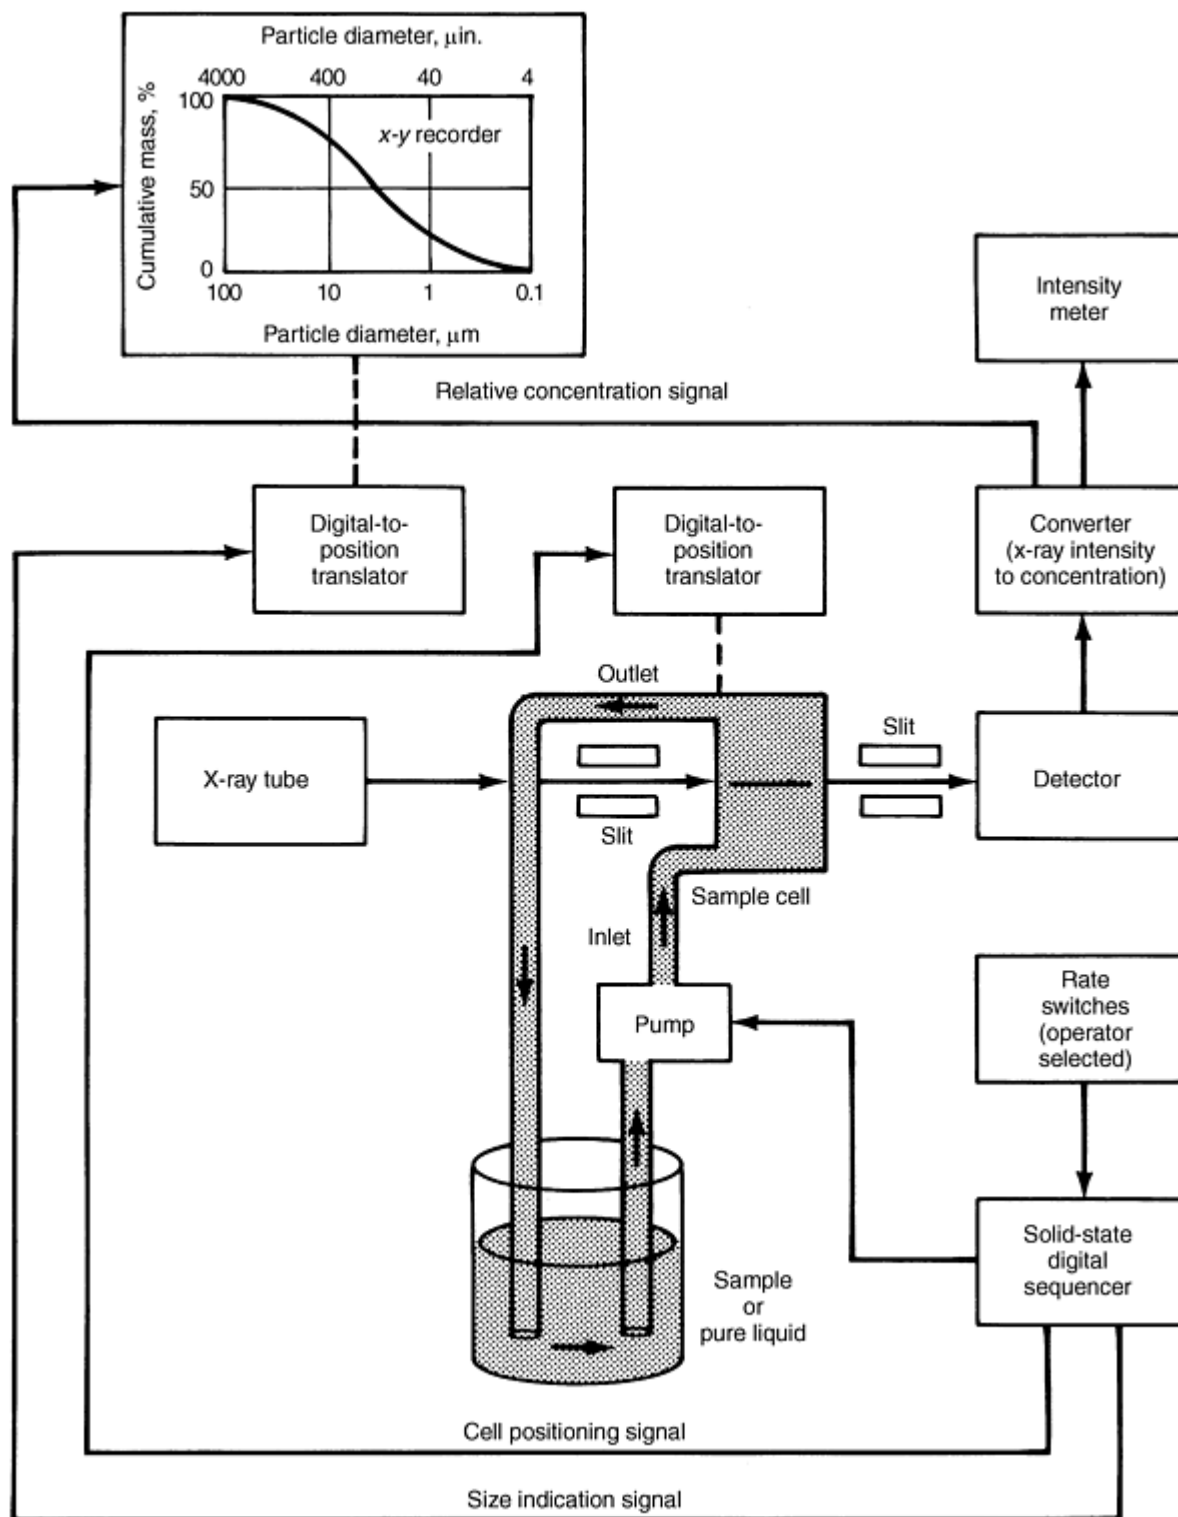 Particle diameter, μin.
4000 400 40 4
Cumulative mass, %
100
50
0
x-y recorder
100 10 1 0.1
Particle diameter, μm
Intensity
meter
Relative concentration signal
Digital-to-
position
translator
Digital-to-
position
translator
Converter
(x-ray intensity
to concentration)
Outlet
X-ray tube
Slit
Slit
Detector
Sample cell
Inlet
Pump
Rate
switches
(operator
selected)
Solid-state
digital
sequencer
Sample
or
pure liquid
Cell positioning signal
Size indication signal